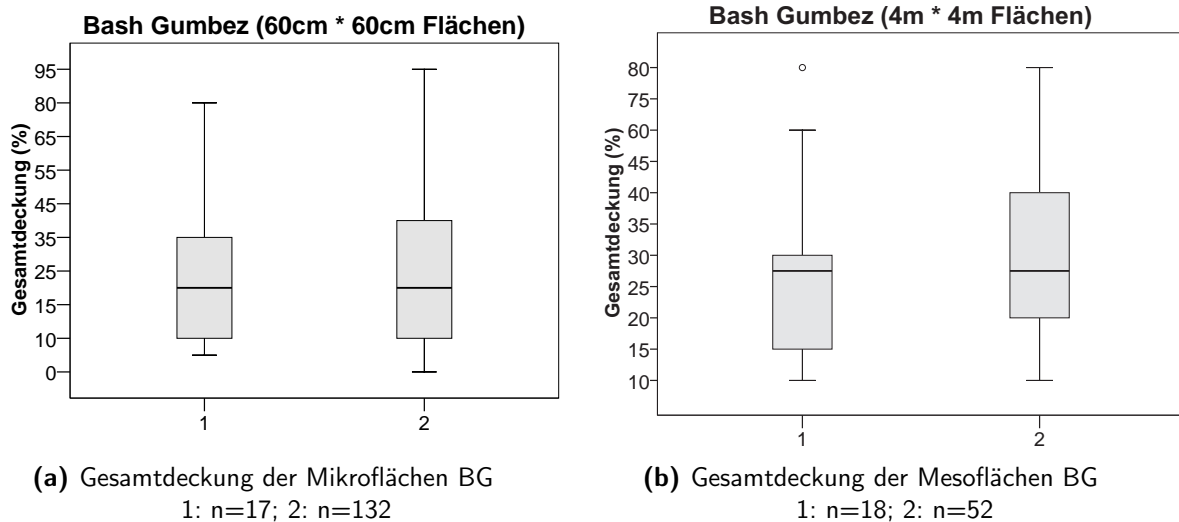 Bash Gumbez (60cm * 60cm Flächen)
Gesamtdeckung (%)
95
80
65
55
45
35
25
15
10
0
1 2
(a) Gesamtdeckung der Mikroflächen BG
1: n=17; 2: n=132
Bash Gumbez (4m * 4m Flächen)
Gesamtdeckung (%)
80
75
60
45
40
35
30
25
20
15
10
1 2
(b) Gesamtdeckung der Mesoflächen BG
1: n=18; 2: n=52